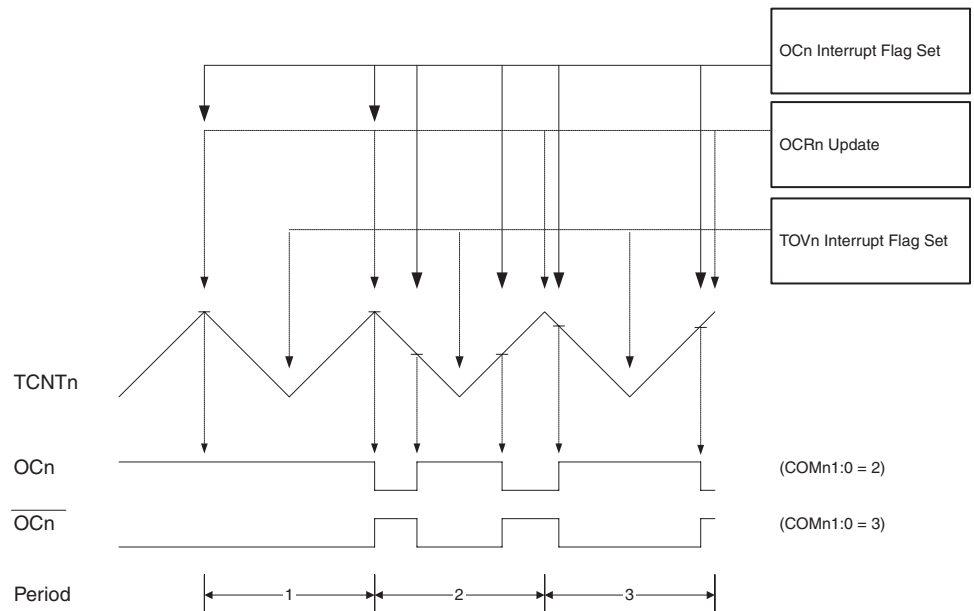 OCn Interrupt Flag Set
OCRn Update
TOVn Interrupt Flag Set
TCNTn
OCn
(COMn1:0 = 2)
OCn
(COMn1:0 = 3)
Period
1
2
3